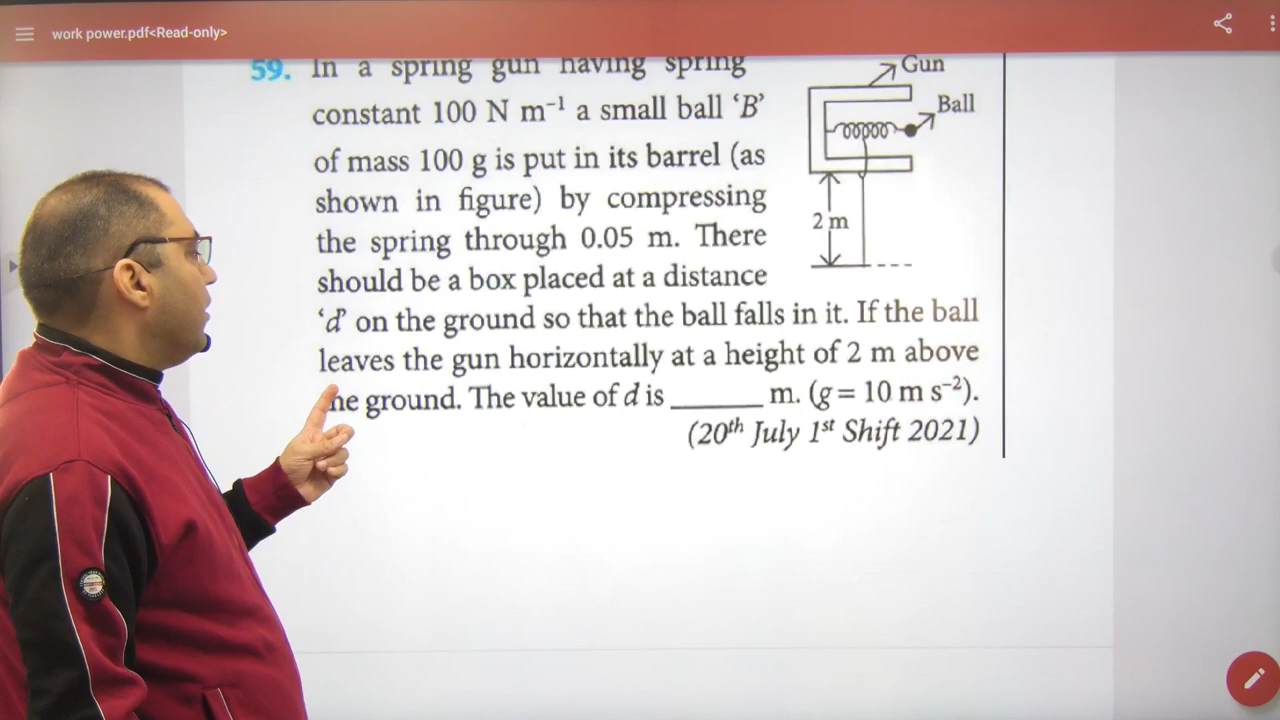 work power.pdf<Read-only>
59. In a spring gun having spring
constant 100 N m⁻¹ a small ball ‘B’
of mass 100 g is put in its barrel (as
shown in figure) by compressing
the spring through 0.05 m. There
should be a box placed at a distance
‘d’ on the ground so that the ball falls in it. If the ball
leaves the gun horizontally at a height of 2 m above
he ground. The value of d is ______ m. (g = 10 m s⁻²).
(20th July 1st Shift 2021)
Gun
Ball
2 m